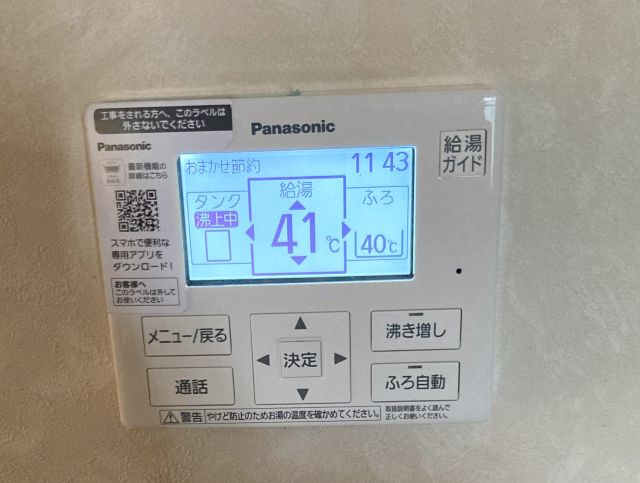 工事をされる方へ、このラベルは
外さないでください
Panasonic
最新機能の
詳細はこちら
スマホで便利な
専用アプリを
ダウンロード！
お客様へ
このラベルは外して
お使いください
Panasonic
給湯
ガイド
おまかせ節約 11 43
タンク
沸上中
給湯
41℃
ふろ
40℃
メニュー/戻る
通話
決定
沸き増し
ふろ自動
警告 やけど防止のためお湯の温度を確かめてください。
取扱説明書をよく読んで
正しくお使いください。